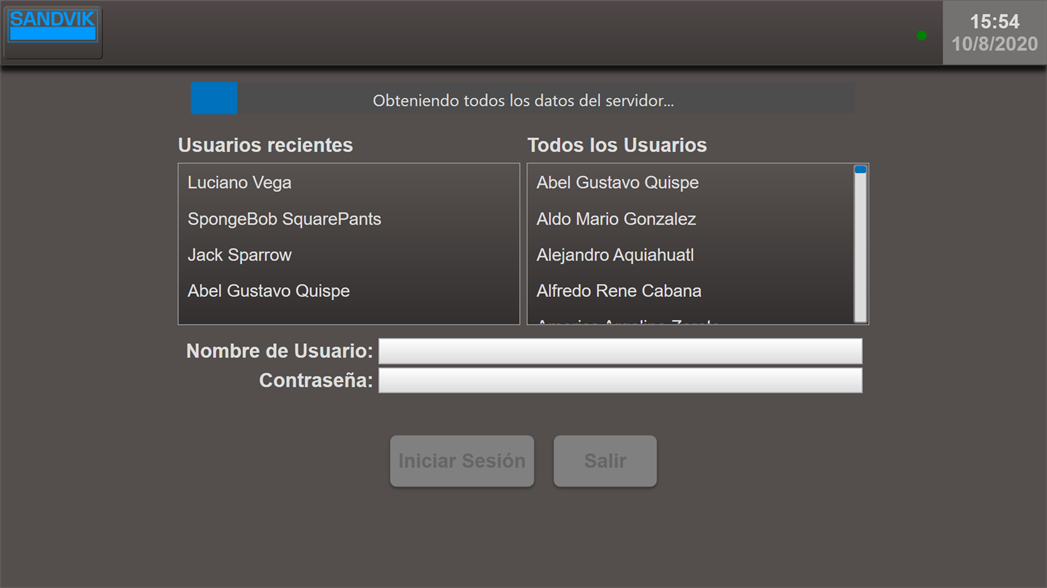 SANDVIK
15:54
10/8/2020
Obteniendo todos los datos del servidor...
Usuarios recientes
Luciano Vega
SpongeBob SquarePants
Jack Sparrow
Abel Gustavo Quispe
Todos los Usuarios
Abel Gustavo Quispe
Aldo Mario Gonzalez
Alejandro Aquiahuatl
Alfredo Rene Cabana
Nombre de Usuario:
Contraseña:
Iniciar Sesión
Salir